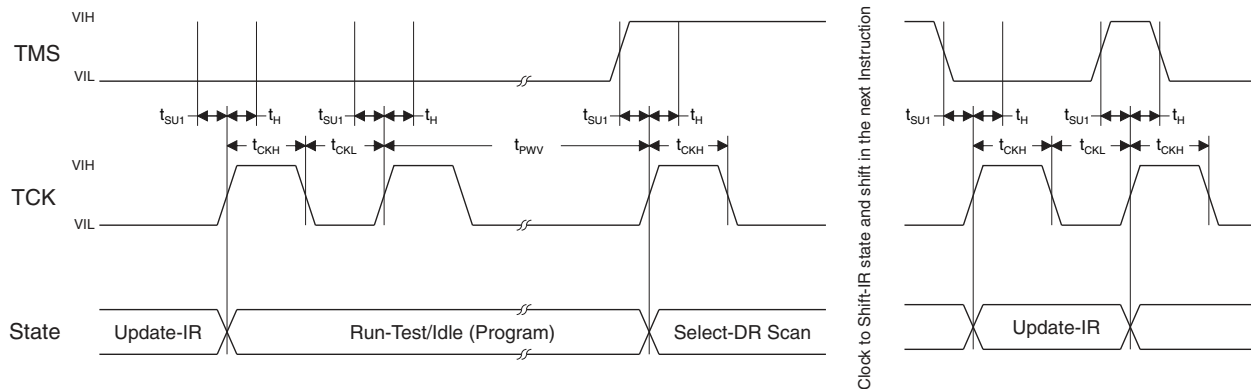 VIH
TMS
VIL
tSU1 tH tSU1 tH tSU1 tH tSU1 tH tSU1 tH
tCKH tCKL tPWV tCKH tCKH tCKL tCKH
VIH
TCK
VIL
State Update-IR Run-Test/Idle (Program) Select-DR Scan Update-IR
Clock to Shift-IR state and shift in the next Instruction